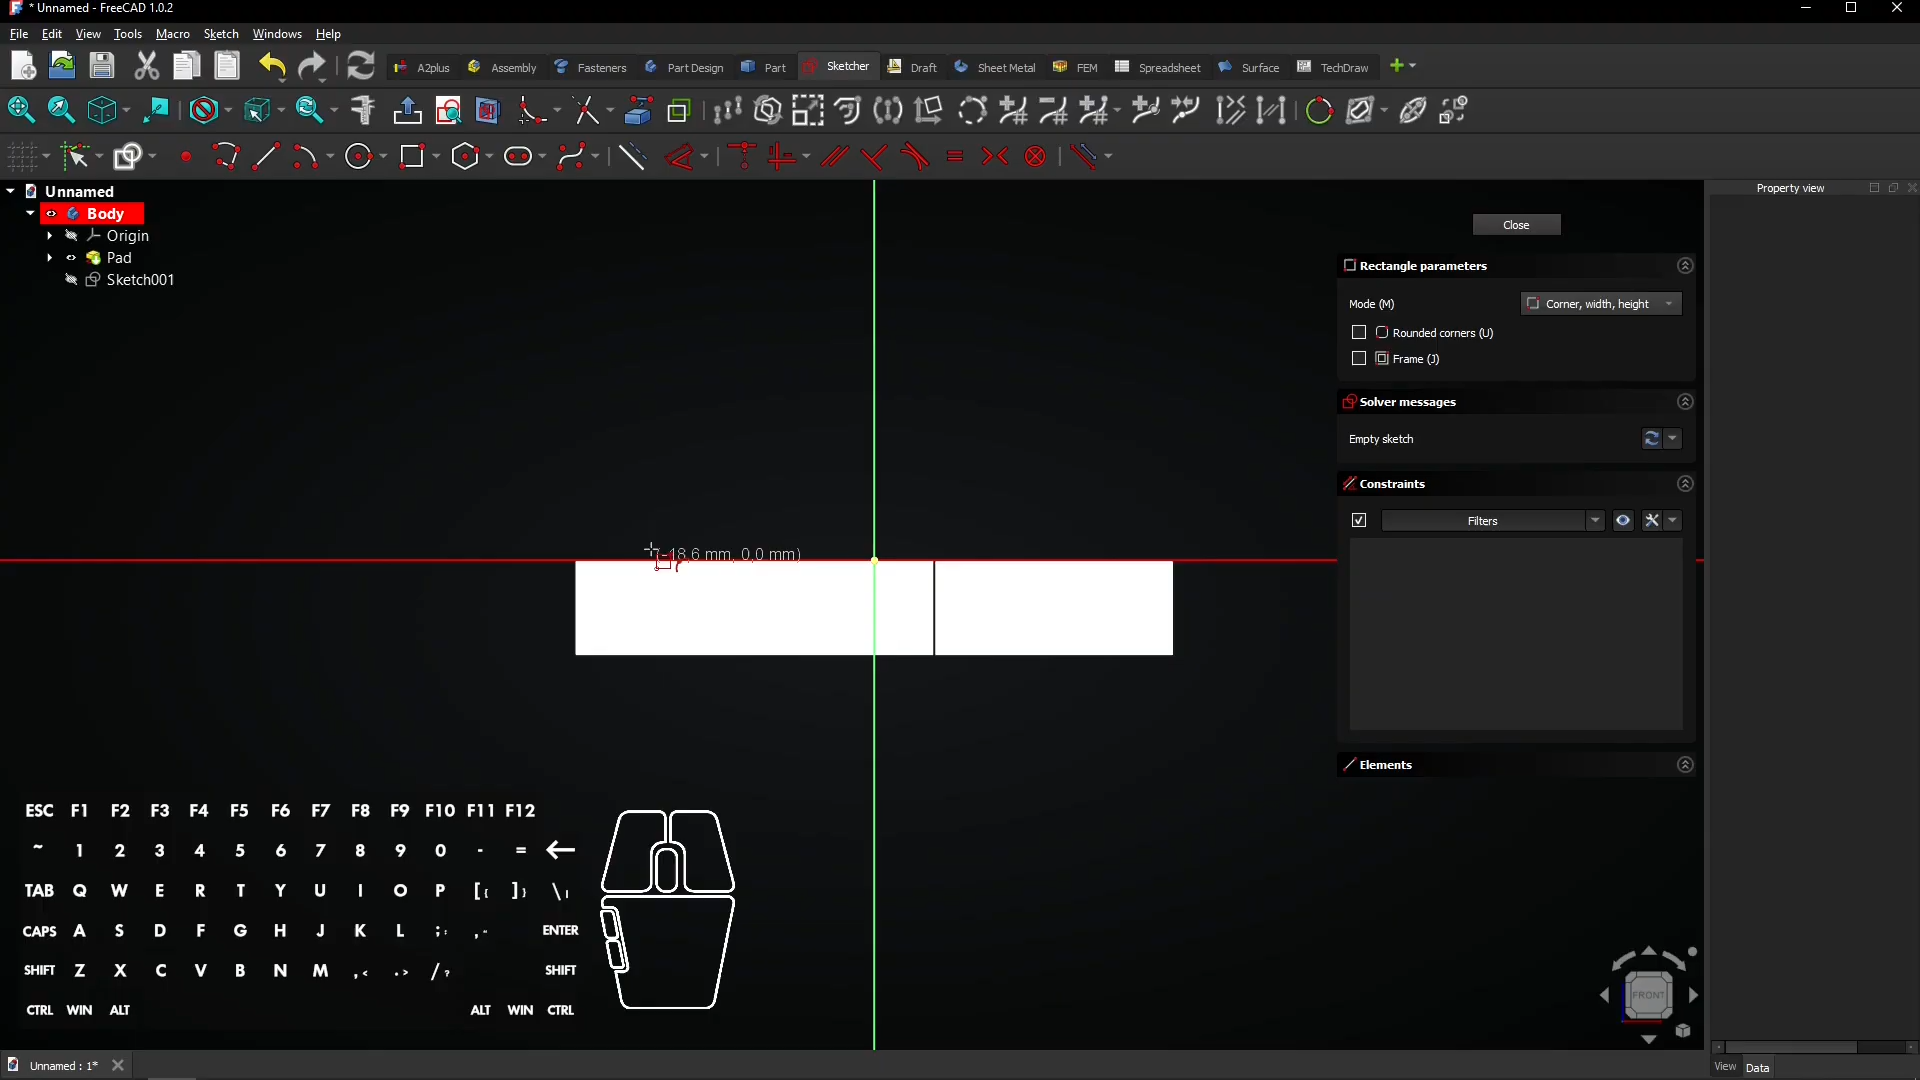 * Unnamed - FreeCAD 1.0.2
File Edit View Tools Macro Sketch Windows Help
A2plus Assembly Fasteners Part Design Part Sketcher Draft Sheet Metal FEM Spreadsheet Surface TechDraw
Unnamed
Body
Origin
Pad
Sketch001
Property view
Close
Rectangle parameters
Mode (M) Corner, width, height
Rounded corners (U)
Frame (J)
Solver messages
Empty sketch
Constraints
Filters
Elements
(-18,6 mm, 0,0 mm)
ESC F1 F2 F3 F4 F5 F6 F7 F8 F9 F10 F11 F12
~ 1 2 3 4 5 6 7 8 9 0 - =
TAB Q W E R T Y U I O P [{ ]} \|
CAPS A S D F G H J K L ;: ,“ ENTER
SHIFT Z X C V B N M ,< .> /? SHIFT
CTRL WIN ALT ALT WIN CTRL
FRONT
Unnamed : 1*
View Data